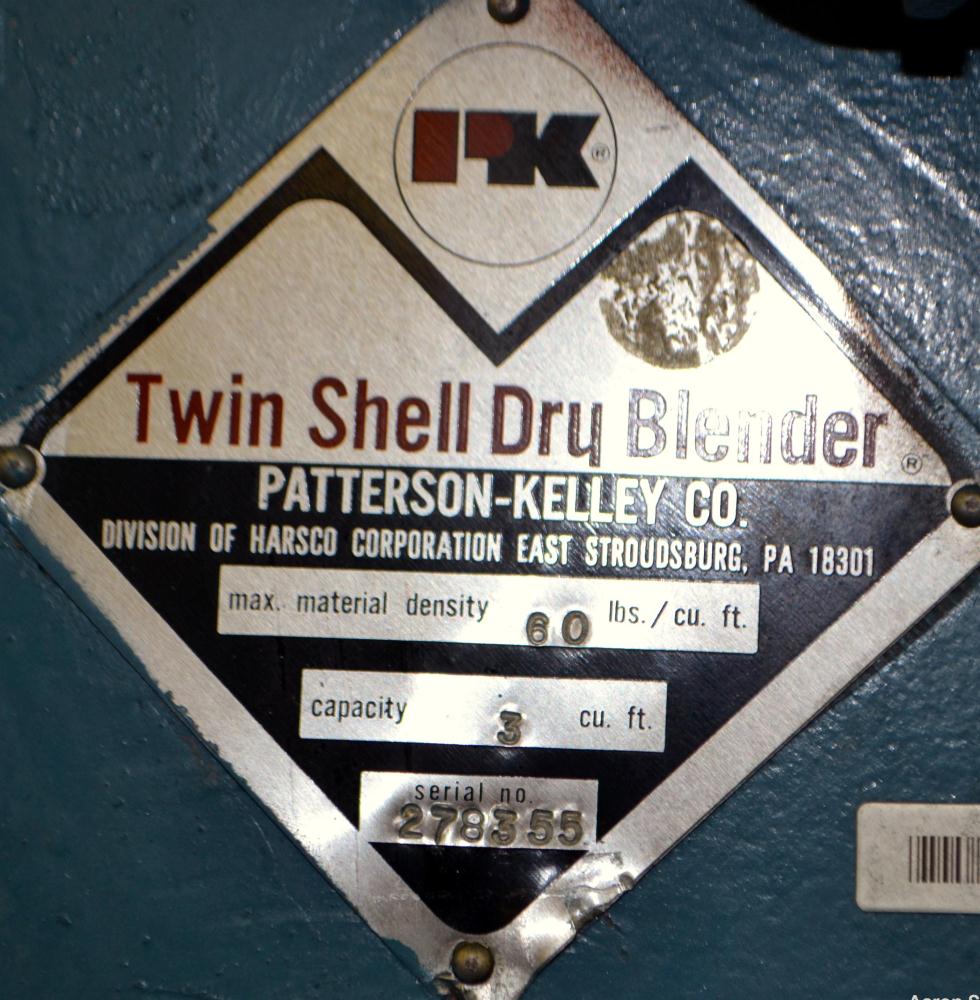 PK®
Twin Shell Dry Blender®
PATTERSON-KELLEY CO.
DIVISION OF HARSCO CORPORATION EAST STROUDSBURG, PA 18301
max. material density 60 lbs./cu. ft.
capacity 3 cu. ft.
serial no.
278355